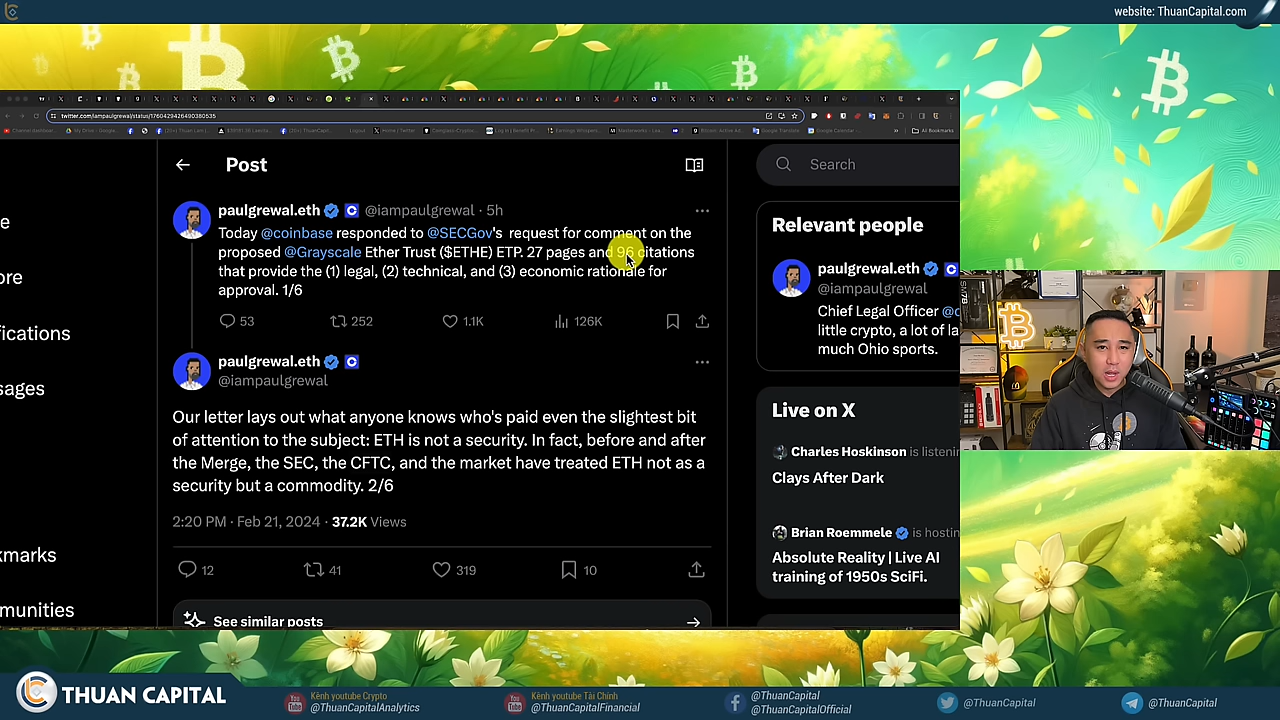 website: ThuanCapital.com
twitter.com/iampaulgrewal/status/1760429426490380535
All Bookmarks
Post
Search
paulgrewal.eth @iampaulgrewal · 5h
Today @coinbase responded to @SECGov's request for comment on the
proposed @Grayscale Ether Trust ($ETHE) ETP. 27 pages and 96 citations
that provide the (1) legal, (2) technical, and (3) economic rationale for
approval. 1/6
53 252 1.1K 126K
paulgrewal.eth
@iampaulgrewal
Our letter lays out what anyone knows who's paid even the slightest bit
of attention to the subject: ETH is not a security. In fact, before and after
the Merge, the SEC, the CFTC, and the market have treated ETH not as a
security but a commodity. 2/6
2:20 PM · Feb 21, 2024 · 37.2K Views
12 41 319 10
See similar posts
e
ore
fications
sages
kmarks
munities
Relevant people
paulgrewal.eth
@iampaulgrewal
Chief Legal Officer @c
little crypto, a lot of la
much Ohio sports.
Live on X
Charles Hoskinson is listenin
Clays After Dark
Brian Roemmele is hostin
Absolute Reality | Live AI
training of 1950s SciFi.
THUAN CAPITAL
Kênh youtube Crypto
@ThuanCapitalAnalytics
Kênh youtube Tài Chính
@ThuanCapitalFinancial
@ThuanCapital
@ThuanCapitalOfficial
@ThuanCapital
@ThuanCapital